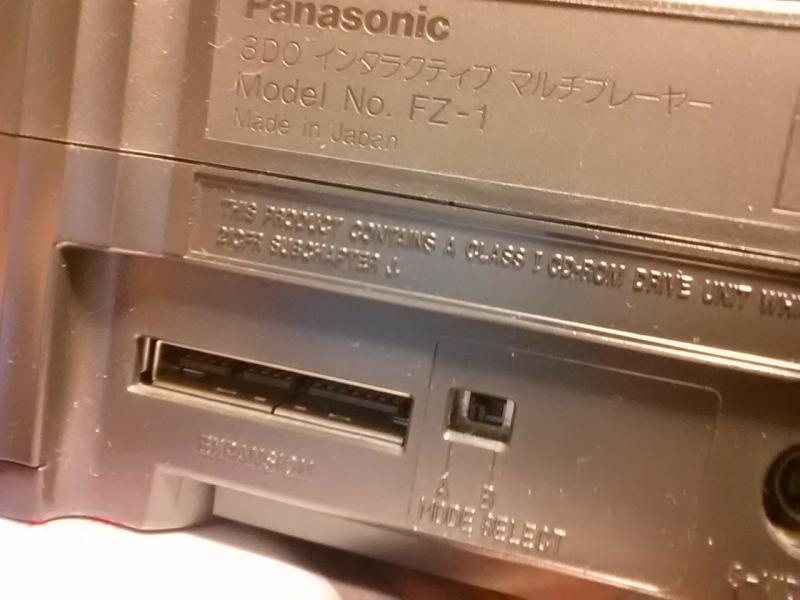 Panasonic
3DO インタラクティブ マルチプレーヤー
Model No. FZ-1
Made in Japan
THIS PRODUCT CONTAINS A CLASS I CD-ROM DRIVE UNIT
21CFR SUBCHAPTER J.
EXPANSION
A B
MODE SELECT